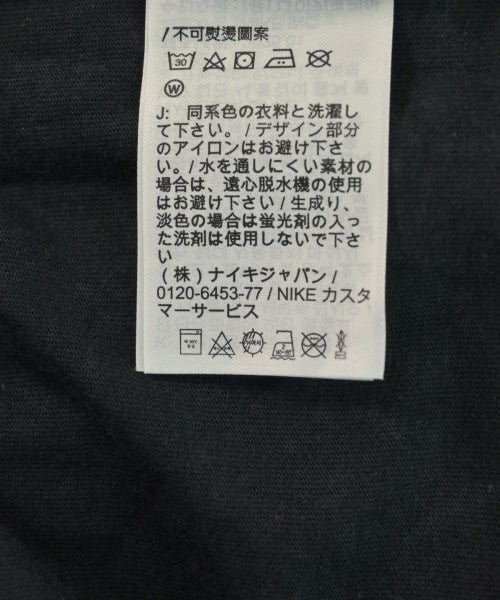 /不可熨燙圖案
30
W
J: 同系色の衣料と洗濯し
て下さい。/ デザイン部分
のアイロンはお避け下さ
い。/ 水を通しにくい素材の
場合は、遠心脱水機の使用
はお避け下さい / 生成り、
淡色の場合は蛍光剤の入っ
た洗剤は使用しないで下さ
い
(株) ナイキジャパン /
0120-6453-77 / NIKE カスタ
マーサービス